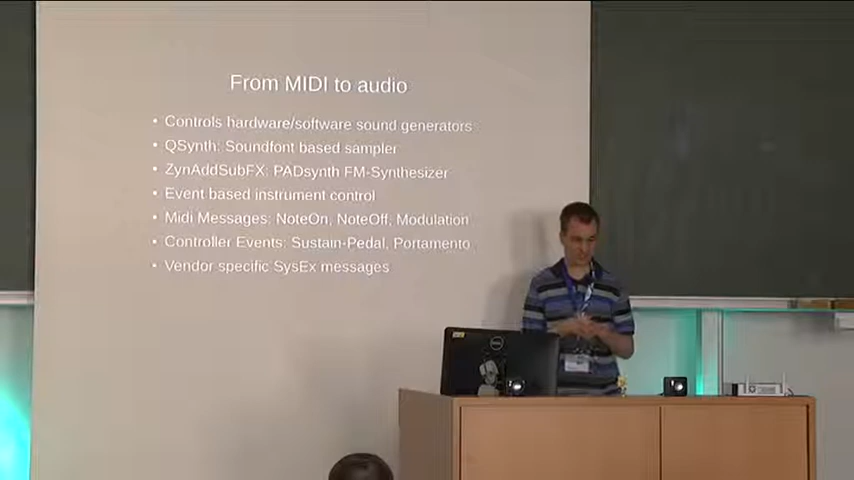 From MIDI to audio
• Controls hardware/software sound generators
• QSynth: Soundfont based sampler
• ZynAddSubFX: PADsynth FM-Synthesizer
• Event based instrument control
• Midi Messages: NoteOn, NoteOff, Modulation
• Controller Events: Sustain-Pedal, Portamento
• Vendor specific SysEx messages
DELL